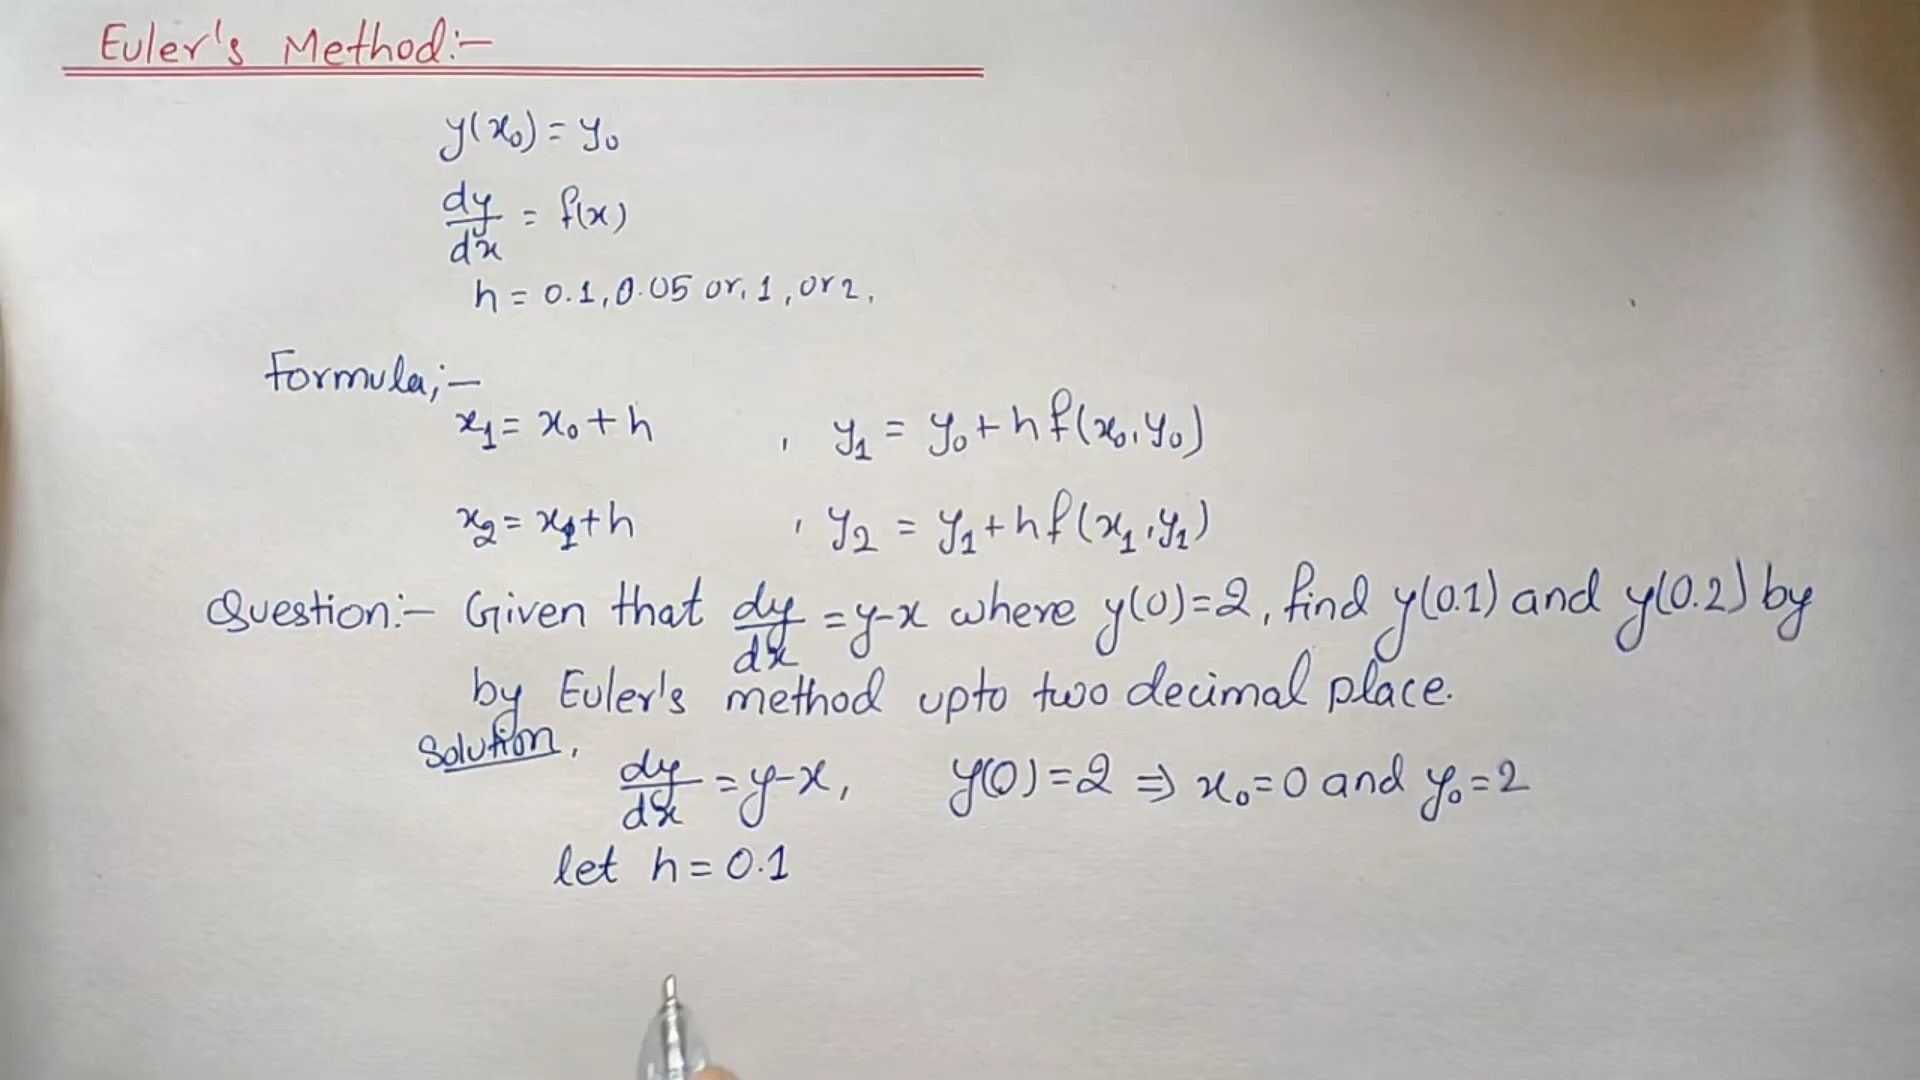 Euler's Method:-
y(x₀) = y₀
dy/dx = f(x)
h = 0.1, 0.05 or, 1, or 2,
Formula;-
x₁ = x₀ + h , y₁ = y₀ + h f(x₀, y₀)
x₂ = x₁ + h , y₂ = y₁ + h f(x₁, y₁)
Question:- Given that dy/dx = y-x where y(0)=2, find y(0.1) and y(0.2) by
by Euler's method upto two decimal place.
Solution,
dy/dx = y-x, y(0)=2 ⇒ x₀=0 and y₀=2
let h = 0.1